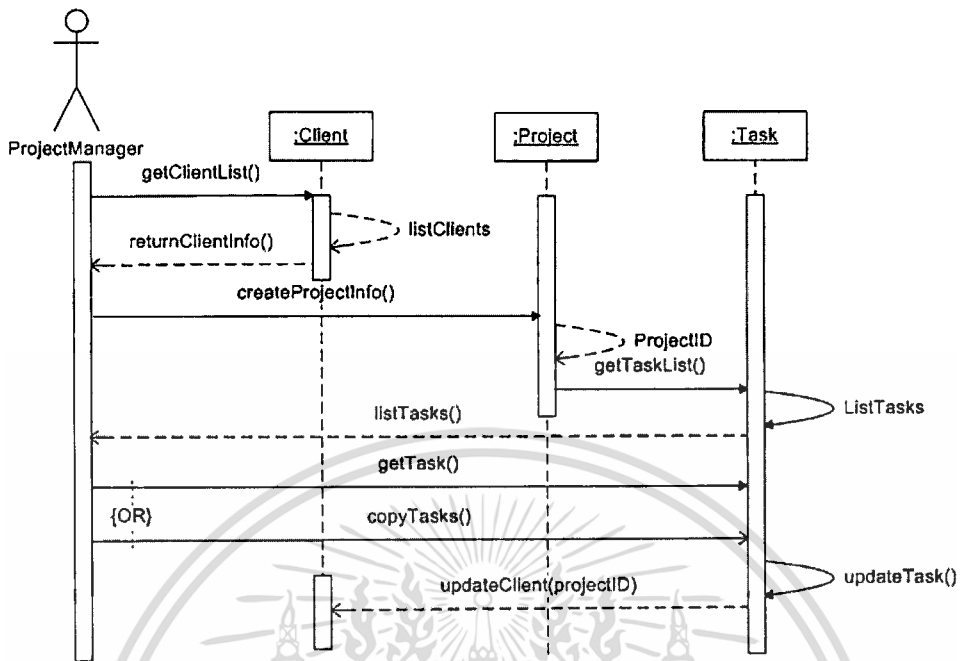 :Client
:Project
:Task
ProjectManager
getClientList()
listClients
returnClientInfo()
createProjectInfo()
ProjectID
getTaskList()
ListTasks
listTasks()
getTask()
{OR}
copyTasks()
updateTask()
updateClient(projectID)